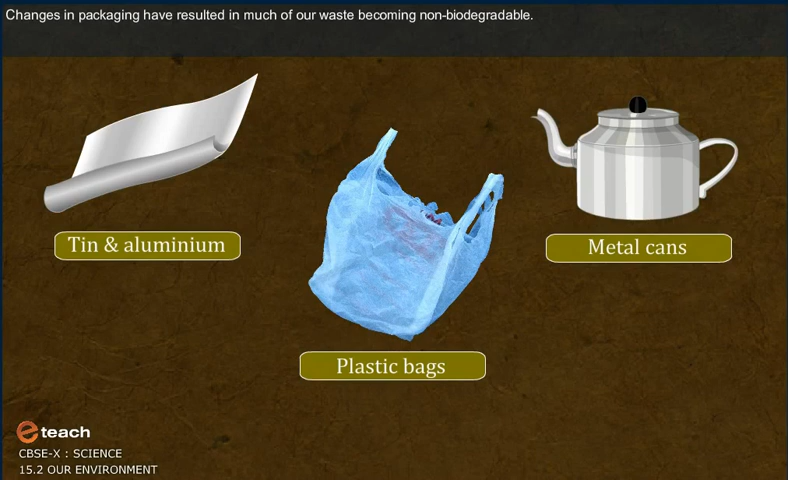 Changes in packaging have resulted in much of our waste becoming non-biodegradable.
Tin & aluminium
Metal cans
Plastic bags
e teach
CBSE-X : SCIENCE
15.2 OUR ENVIRONMENT